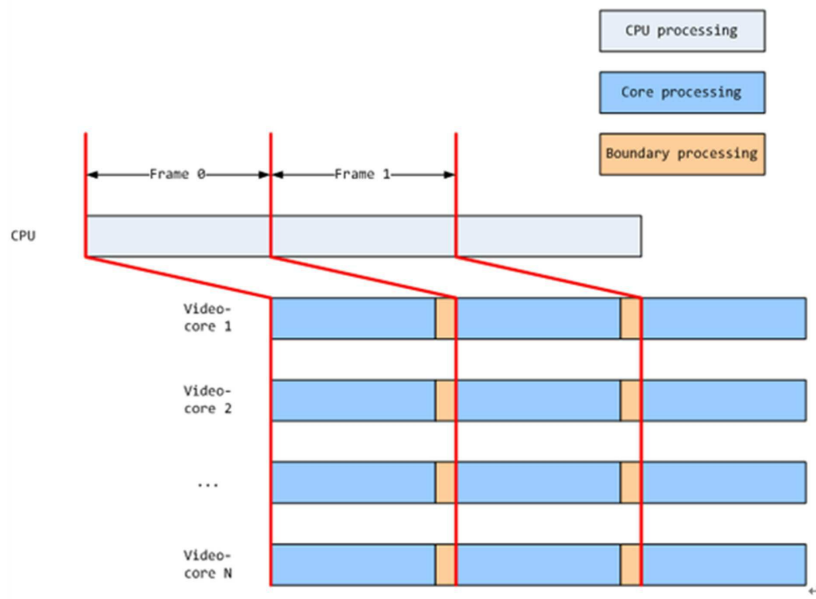 CPU processing
Core processing
Boundary processing
Frame 0
Frame 1
CPU
Video-
core 1
Video-
core 2
...
Video-
core N